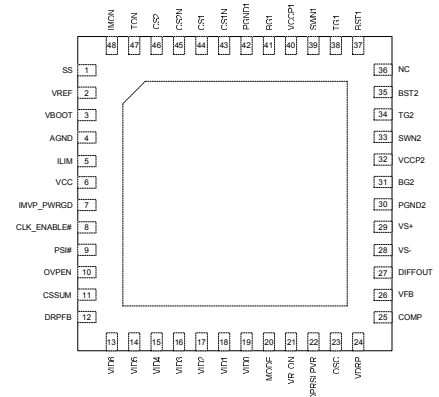 IMON
TON
CS2
CS2N
CS1
CS1N
PGND1
BG1
VCCP1
SWN1
TG1
BST1
48 47 46 45 44 43 42 41 40 39 38 37
SS 1
VREF 2
VBOOT 3
AGND 4
ILIM 5
VCC 6
IMVP_PWRGD 7
CLK_ENABLE# 8
PSI# 9
OVPEN 10
CSSUM 11
DRPFB 12
36 NC
35 BST2
34 TG2
33 SWN2
32 VCCP2
31 BG2
30 PGND2
29 VS+
28 VS-
27 DIFFOUT
26 VFB
25 COMP
13 14 15 16 17 18 19 20 21 22 23 24
VID6
VID5
VID4
VID3
VID2
VID1
VID0
MODE
VR_ON
DPRSLPVR
OSC
VDRP